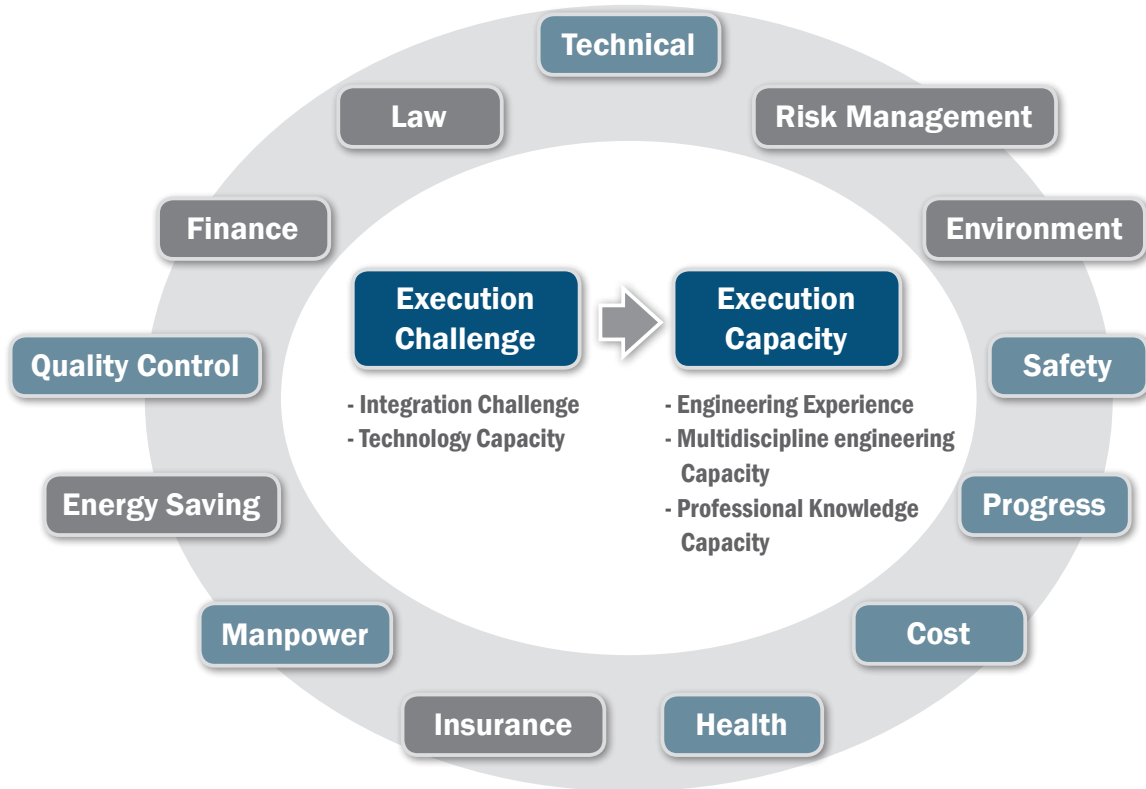 Technical
Law
Risk Management
Finance
Environment
Execution
Challenge
Execution
Capacity
Quality Control
Safety
- Integration Challenge
- Technology Capacity
- Engineering Experience
- Multidiscipline engineering
Capacity
- Professional Knowledge
Capacity
Energy Saving
Progress
Manpower
Cost
Insurance
Health